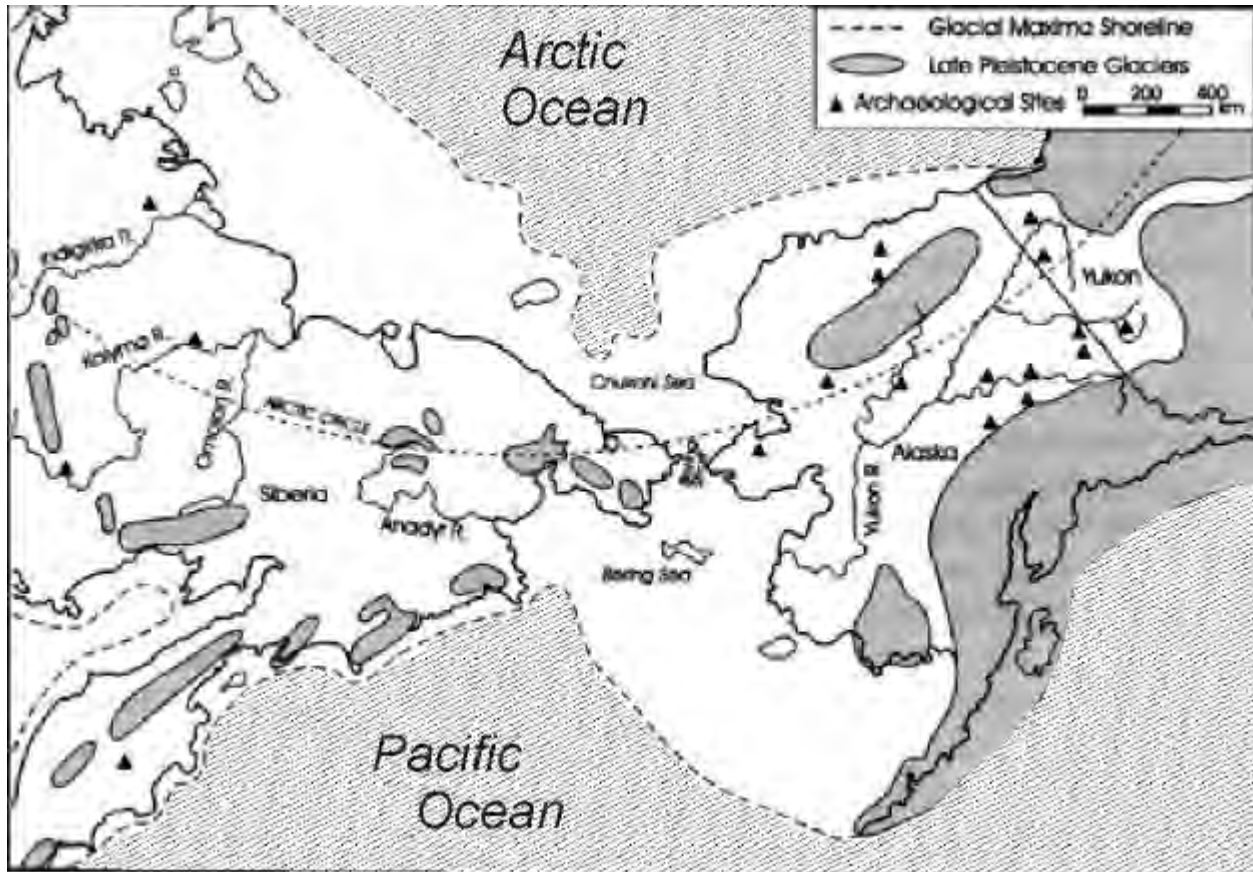 Arctic
Ocean
Glacial Maxima Shoreline
Late Pleistocene Glaciers
Archaeological Sites
0 200 400
km
Indigirka R.
Kolyma R.
Omolon R.
ARCTIC CIRCLE
Chukchi Sea
Yukon
Siberia
Anadyr R.
Alaska
Yukon R.
Bering Sea
Pacific
Ocean